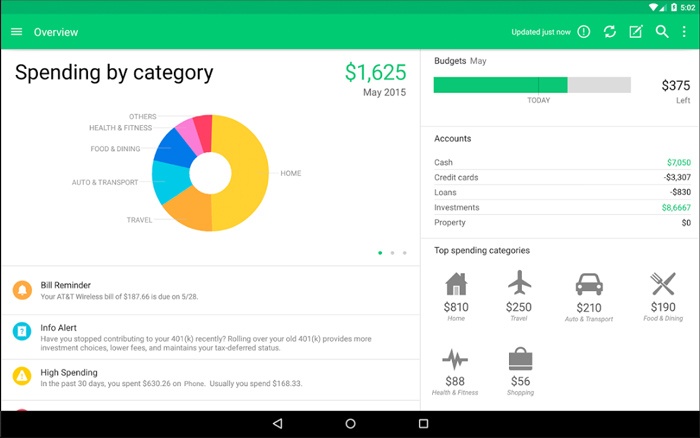 5:02
Overview
Updated just now
Spending by category
$1,625
May 2015
OTHERS
HEALTH & FITNESS
FOOD & DINING
AUTO & TRANSPORT
TRAVEL
HOME
Bill Reminder
Your AT&T Wireless bill of $187.66 is due on 5/28.
Info Alert
Have you stopped contributing to your 401(k) recently? Rolling over your old 401(k) provides more
investment choices, lower fees, and maintains your tax-deferred status.
High Spending
In the past 30 days, you spent $630.26 on Phone. Usually you spend $168.33.
Budgets May
$375
Left
TODAY
Accounts
Cash $7,050
Credit cards -$3,307
Loans -$830
Investments $8,6667
Property $0
Top spending categories
$810 $250 $210 $190
Home Travel Auto & Transport Food & Dining
$88 $56
Health & Fitness Shopping